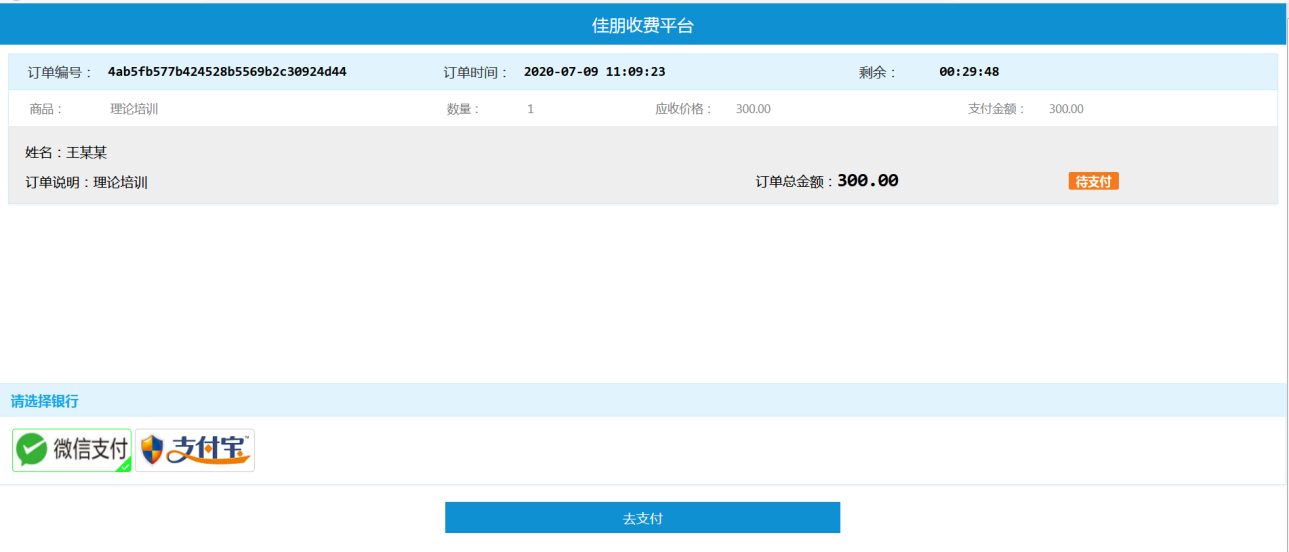 佳朋收费平台
订单编号： 4ab5fb577b424528b5569b2c30924d44 订单时间： 2020-07-09 11:09:23 剩余： 00:29:48
商品： 理论培训 数量： 1 应收价格： 300.00 支付金额： 300.00
姓名：王某某
订单说明：理论培训 订单总金额：300.00 待支付
请选择银行
微信支付 支付宝
去支付